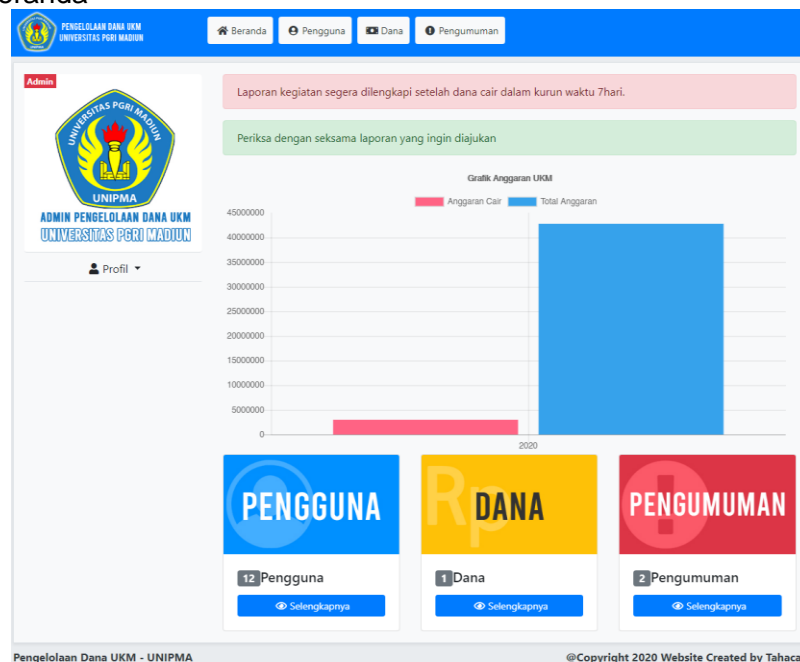 Beranda
PENGELOLAAN DANA UKM
UNIVERSITAS PGRI MADIUN
Beranda
Pengguna
Dana
Pengumuman
Admin
UNIVERSITAS PGRI MADIUN
UNIPMA
ADMIN PENGELOLAAN DANA UKM
UNIVERSITAS PGRI MADIUN
Profil
Laporan kegiatan segera dilengkapi setelah dana cair dalam kurun waktu 7hari.
Periksa dengan seksama laporan yang ingin diajukan
Grafik Anggaran UKM
Anggaran Cair
Total Anggaran
45000000
40000000
35000000
30000000
25000000
20000000
15000000
10000000
5000000
0
2020
PENGGUNA
12 Pengguna
Selengkapnya
Rp
DANA
1 Dana
Selengkapnya
PENGUMUMAN
2 Pengumuman
Selengkapnya
Pengelolaan Dana UKM - UNIPMA
@Copyright 2020 Website Created by Tahaca